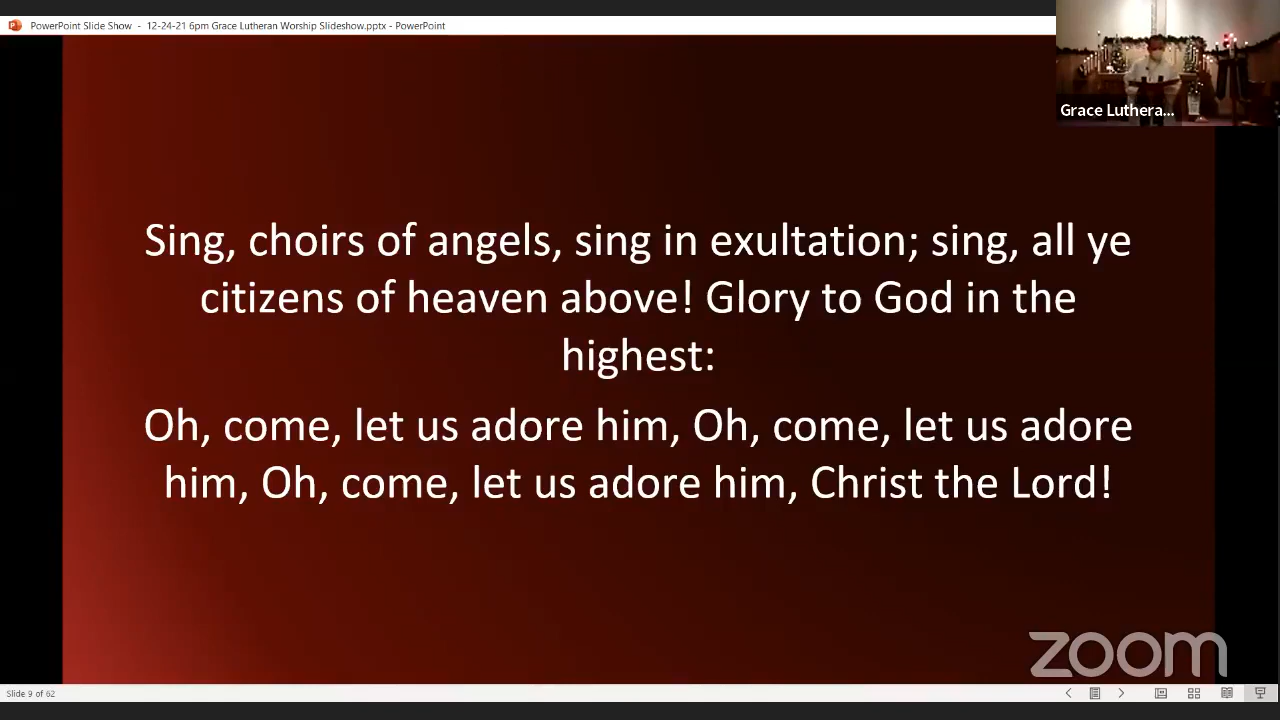 PowerPoint Slide Show - 12-24-21 6pm Grace Lutheran Worship Slideshow.pptx - PowerPoint
Grace Luthera...
Sing, choirs of angels, sing in exultation; sing, all ye
citizens of heaven above! Glory to God in the
highest:
Oh, come, let us adore him, Oh, come, let us adore
him, Oh, come, let us adore him, Christ the Lord!
zoom
Slide 9 of 62